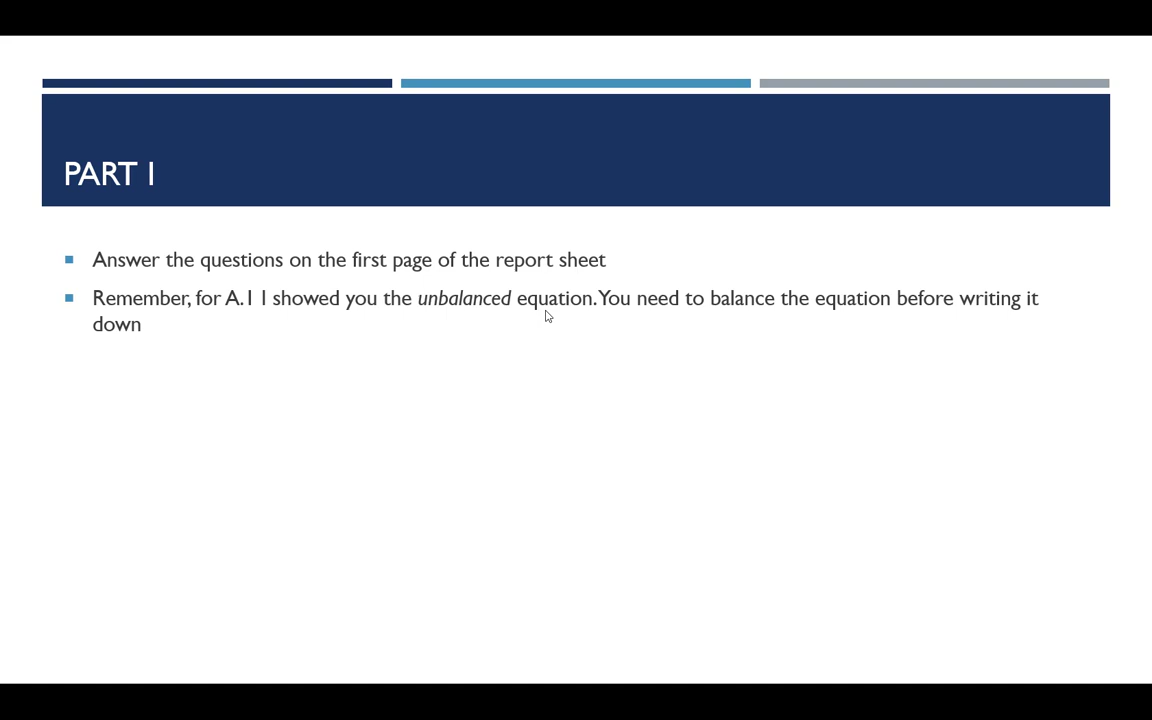 PART I
Answer the questions on the first page of the report sheet
Remember, for A.1 I showed you the unbalanced equation. You need to balance the equation before writing it
down